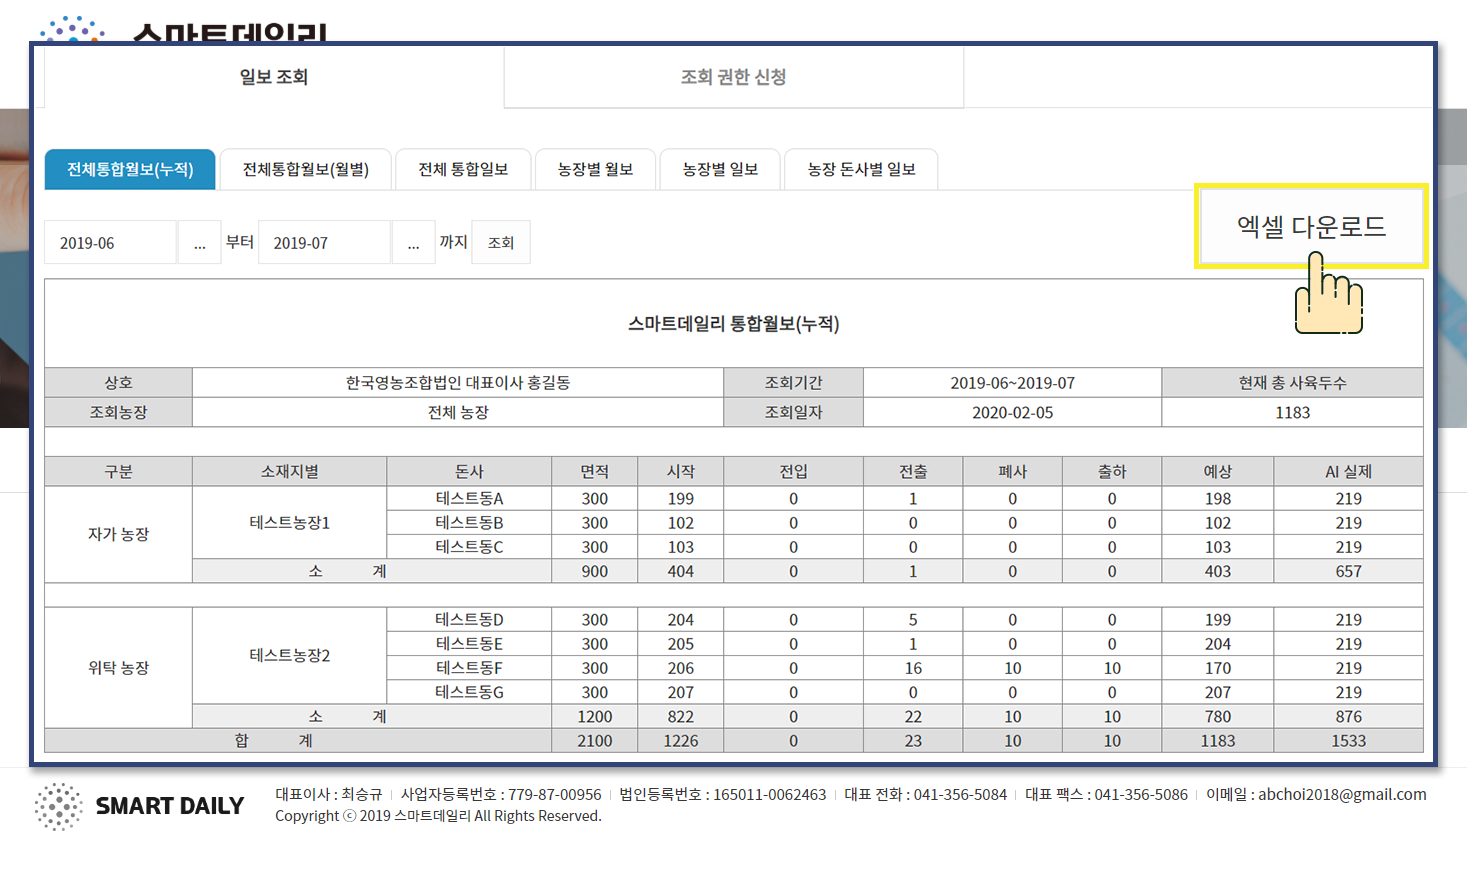 스마트데일리
일보 조회
조회 권한 신청
전체통합월보(누적)
전체통합월보(월별)
전체 통합일보
농장별 월보
농장별 일보
농장 돈사별 일보
2019-06 ... 부터 2019-07 ... 까지 조회
엑셀 다운로드
스마트데일리 통합월보(누적)
상호 한국영농조합법인 대표이사 홍길동 조회기간 2019-06~2019-07 현재 총 사육두수
조회농장 전체 농장 조회일자 2020-02-05 1183
구분 소재지별 돈사 면적 시작 전입 전출 폐사 출하 예상 AI 실제
자가 농장 테스트농장1 테스트동A 300 199 0 1 0 0 198 219
테스트동B 300 102 0 0 0 0 102 219
테스트동C 300 103 0 0 0 0 103 219
소 계 900 404 0 1 0 0 403 657
위탁 농장 테스트농장2 테스트동D 300 204 0 5 0 0 199 219
테스트동E 300 205 0 1 0 0 204 219
테스트동F 300 206 0 16 10 10 170 219
테스트동G 300 207 0 0 0 0 207 219
소 계 1200 822 0 22 10 10 780 876
합 계 2100 1226 0 23 10 10 1183 1533
SMART DAILY
대표이사 : 최승규 | 사업자등록번호 : 779-87-00956 | 법인등록번호 : 165011-0062463 | 대표 전화 : 041-356-5084 | 대표 팩스 : 041-356-5086 | 이메일 : abchoi2018@gmail.com
Copyright ⓒ 2019 스마트데일리 All Rights Reserved.